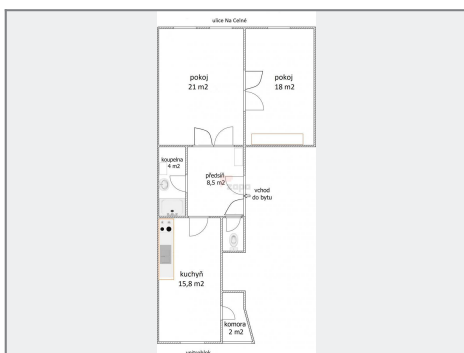 ulice Na Celné
pokoj
21 m2
pokoj
18 m2
koupelna
4 m2
předsíň
8,5 m2
vchod
do bytu
kuchyň
15,8 m2
komora
2 m2